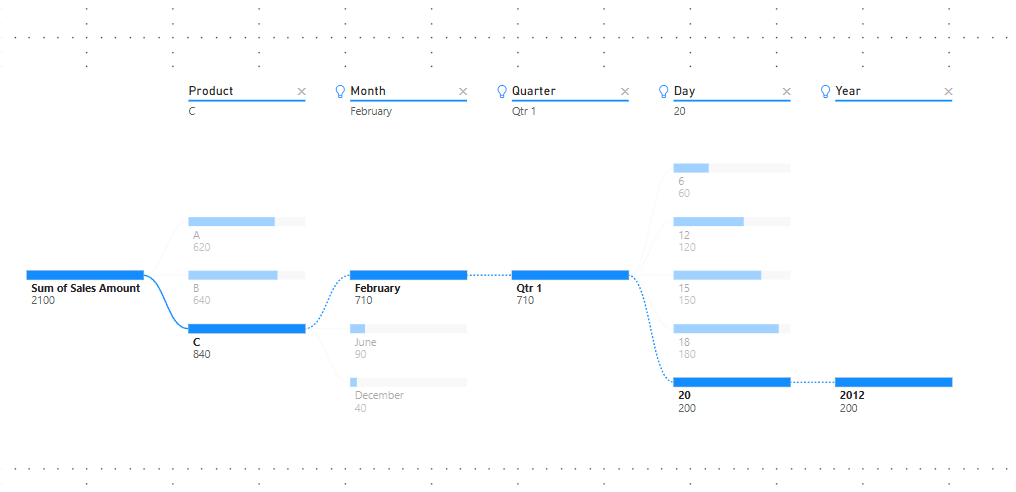 Product
Month
Quarter
Day
Year
C
February
Qtr 1
20
6
60
A
620
12
120
Sum of Sales Amount
2100
B
640
February
710
Qtr 1
710
15
150
C
840
June
90
18
180
December
40
20
200
2012
200